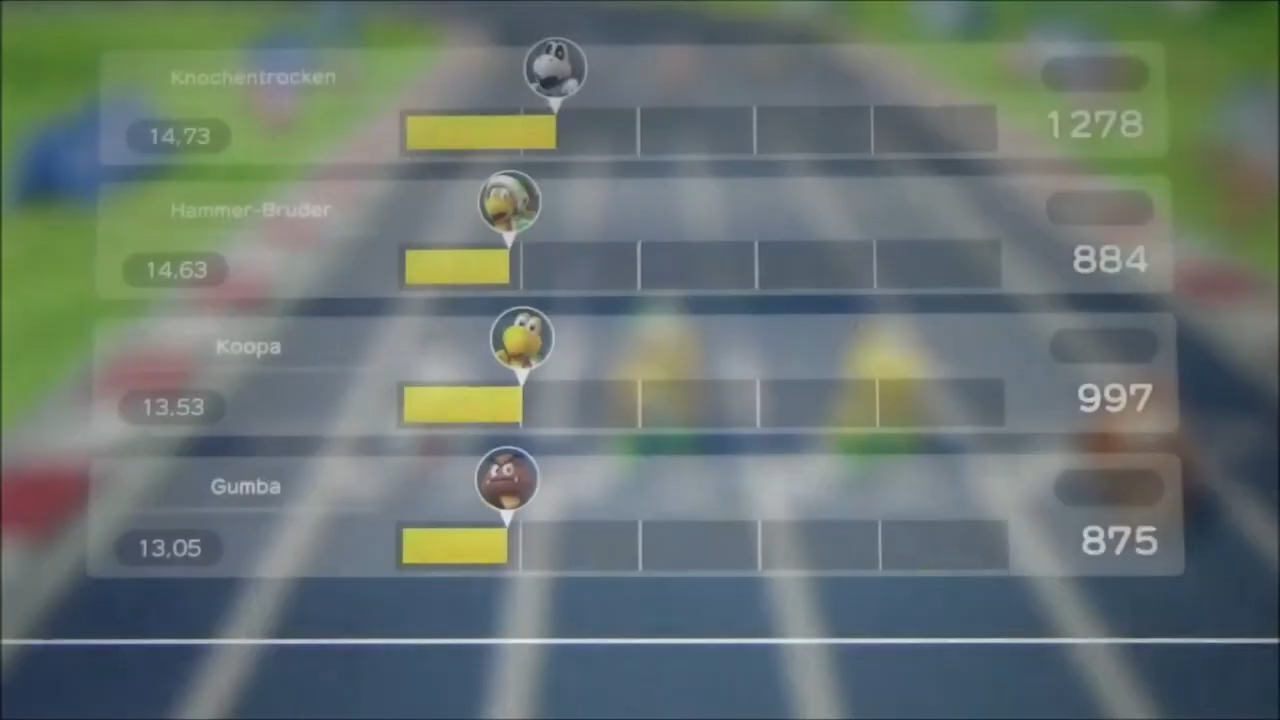 Knochentrocken
14,73
1278
Hammer-Bruder
14,63
884
Koopa
13,53
997
Gumba
13,05
875